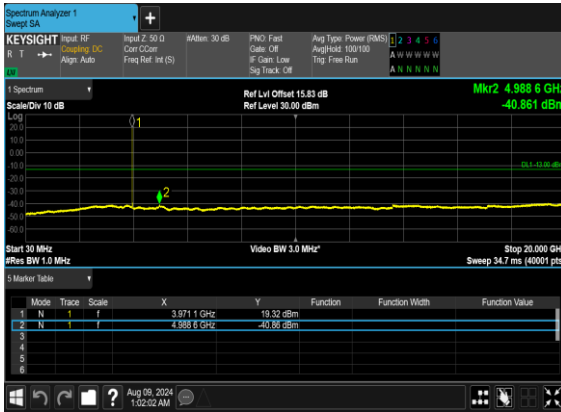 Spectrum Analyzer 1
Swept SA
+
KEYSIGHT Input: RF Input Z: 50 Ω #Atten: 30 dB PNO: Fast Avg Type: Power (RMS) 1 2 3 4 5 6
R T Coupling: DC Corr CCorr Gate: Off Avg|Hold: 100/100 A W W W W W
Align: Auto Freq Ref: Int (S) IF Gain: Low Trig: Free Run
LXI Sig Track: Off A N N N N N
1 Spectrum Ref Lvl Offset 15.83 dB Mkr2 4.988 6 GHz
Scale/Div 10 dB Ref Level 30.00 dBm -40.861 dBm
Log
20.0
10.0
0.00
-10.0
-20.0
-30.0
-40.0
-50.0
-60.0
1
DL1 -13.00 dBm
2
Start 30 MHz Video BW 3.0 MHz* Stop 20.000 GHz
#Res BW 1.0 MHz Sweep 34.7 ms (40001 pts)
5 Marker Table
Mode Trace Scale X Y Function Function Width Function Value
1 N 1 f 3.971 1 GHz 19.32 dBm
2 N 1 f 4.988 6 GHz -40.86 dBm
3
4
5
6
? Aug 09, 2024
1:02:02 AM